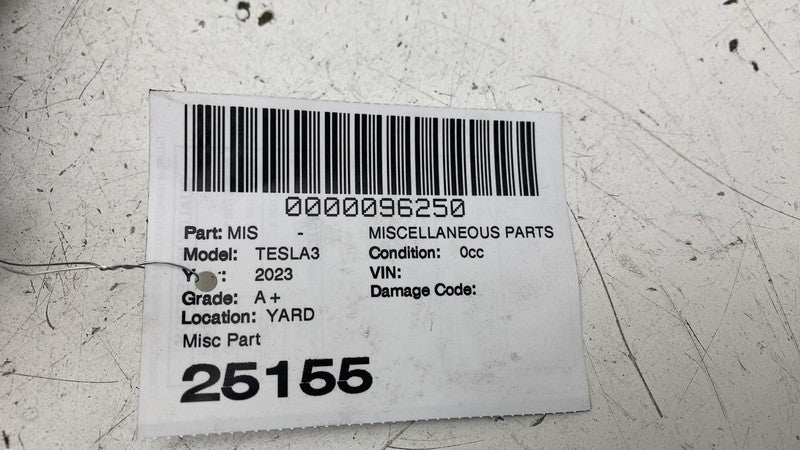 0000096250
Part: MIS - MISCELLANEOUS PARTS
Model: TESLA3 Condition: 0cc
2023 VIN:
Grade: A+ Damage Code:
Location: YARD
Misc Part
25155